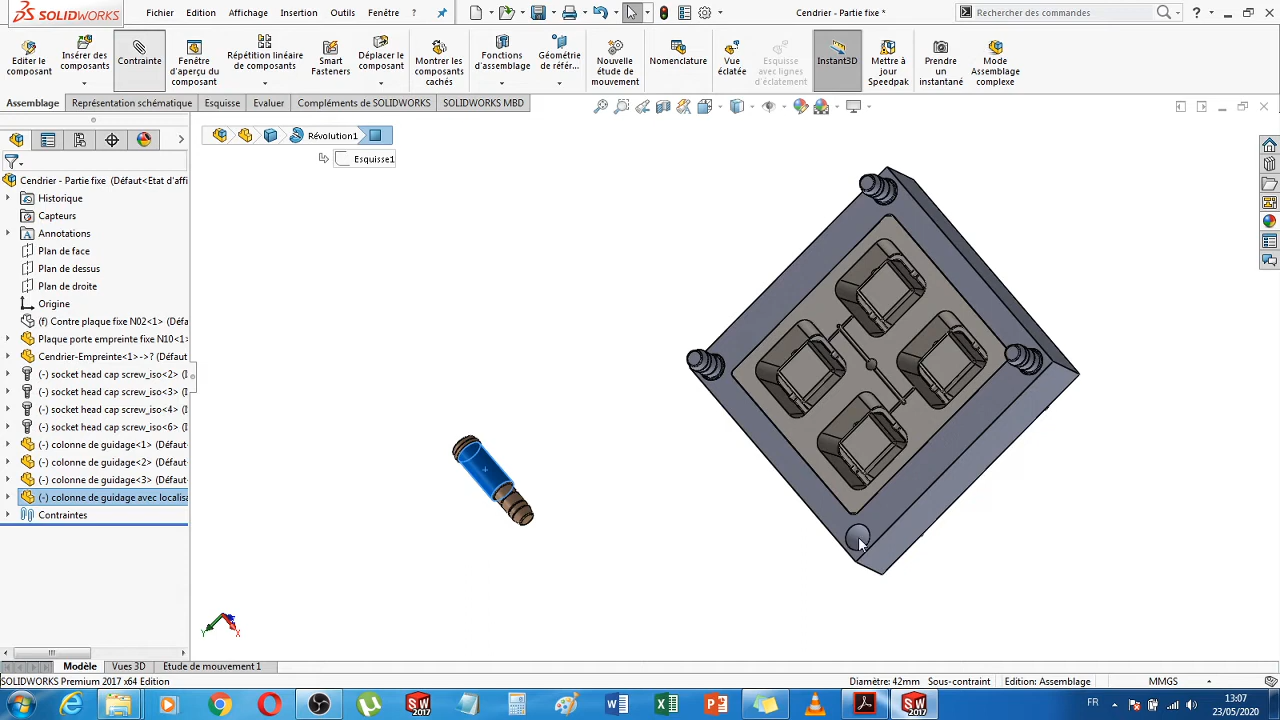 SOLIDWORKS
Fichier Edition Affichage Insertion Outils Fenêtre ?
Cendrier - Partie fixe *
Rechercher des commandes
Editer le composant
Insérer des composants
Contrainte
Fenêtre d'aperçu du composant
Répétition linéaire de composants
Smart Fasteners
Déplacer le composant
Montrer les composants cachés
Fonctions d'assemblage
Géométrie de référ...
Nouvelle étude de mouvement
Nomenclature
Vue éclatée
Esquisse avec lignes d'éclatement
Instant3D
Mettre à jour Speedpak
Prendre un instantané
Mode Assemblage complexe
Assemblage Représentation schématique Esquisse Evaluer Compléments de SOLIDWORKS SOLIDWORKS MBD
Révolution1
Esquisse1
Cendrier - Partie fixe (Défaut<Etat d'affi
Historique
Capteurs
Annotations
Plan de face
Plan de dessus
Plan de droite
Origine
(f) Contre plaque fixe N02<1> (Défa
Plaque porte empreinte fixe N10<1>
Cendrier-Empreinte<1>->? (Défaut
(-) socket head cap screw_iso<2> (D
(-) socket head cap screw_iso<3> (D
(-) socket head cap screw_iso<4> (D
(-) socket head cap screw_iso<6> (D
(-) colonne de guidage<1> (Défaut
(-) colonne de guidage<2> (Défaut
(-) colonne de guidage<3> (Défaut
(-) colonne de guidage avec localisa
Contraintes
Y X
Modèle Vues 3D Etude de mouvement 1
SOLIDWORKS Premium 2017 x64 Edition
Diamètre: 42mm Sous-contraint Edition: Assemblage MMGS
SW 2017
SW 2017
FR
13:07
23/05/2020